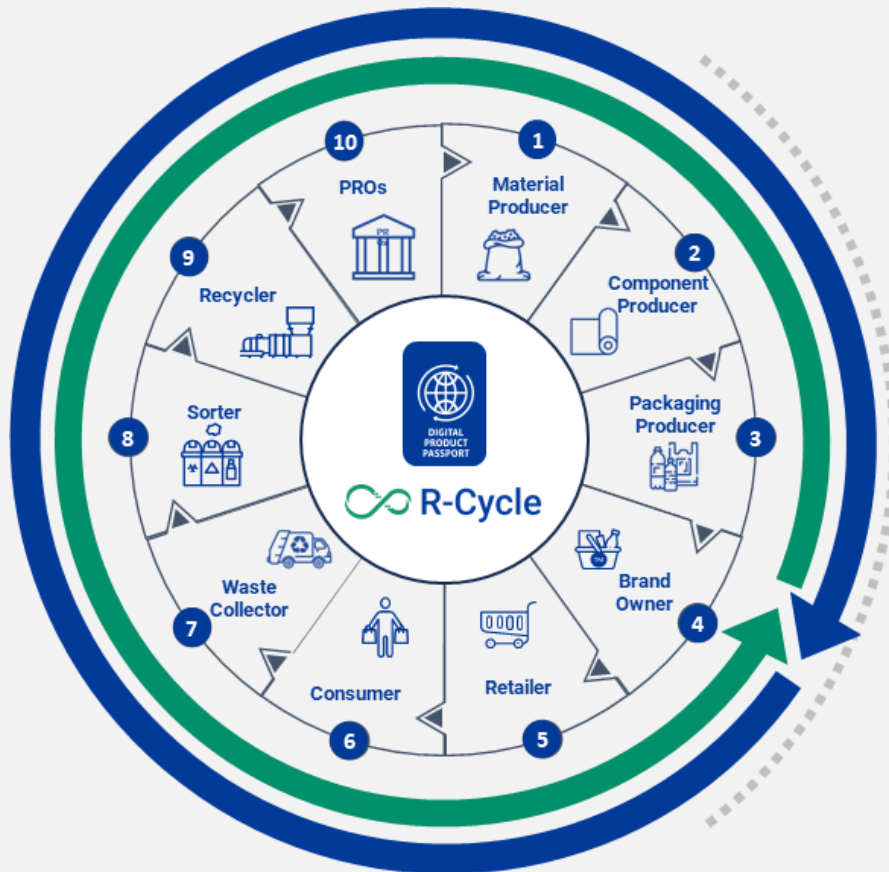 1
Material
Producer
2
Component
Producer
3
Packaging
Producer
4
Brand
Owner
5
Retailer
6
Consumer
7
Waste
Collector
8
Sorter
9
Recycler
10
PROs
PR
DIGITAL
PRODUCT
PASSPORT
R-Cycle